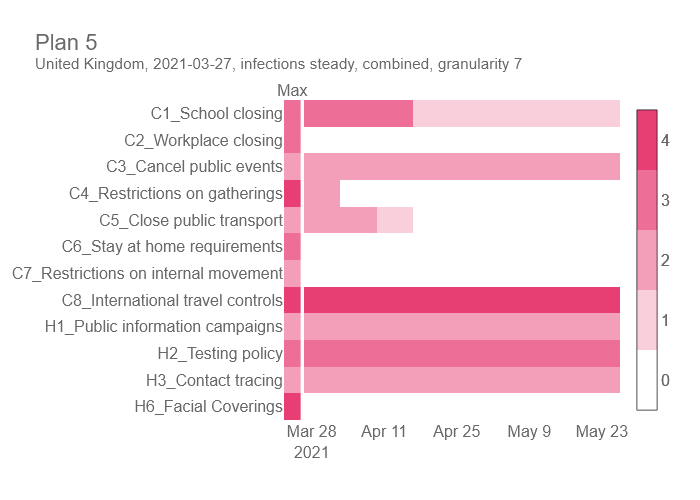 Plan 5
United Kingdom, 2021-03-27, infections steady, combined, granularity 7
Max
C1_School closing
C2_Workplace closing
C3_Cancel public events
C4_Restrictions on gatherings
C5_Close public transport
C6_Stay at home requirements
C7_Restrictions on internal movement
C8_International travel controls
H1_Public information campaigns
H2_Testing policy
H3_Contact tracing
H6_Facial Coverings
Mar 28 Apr 11 Apr 25 May 9 May 23
2021
4
3
2
1
0